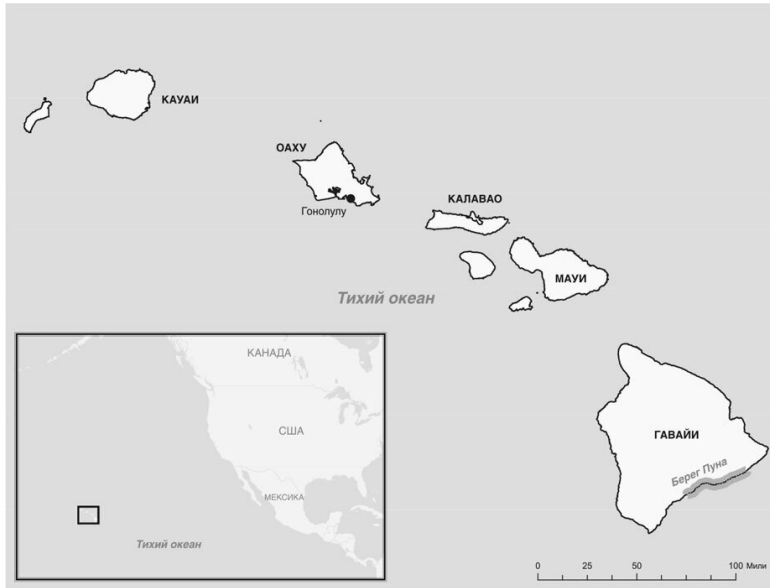 КАУАИ
ОАХУ
Гонолулу
КАЛАВАО
МАУИ
Тихий океан
ГАВАЙИ
Берег Пуна
КАНАДА
США
МЕКСИКА
Тихий океан
0 25 50 100 Мили